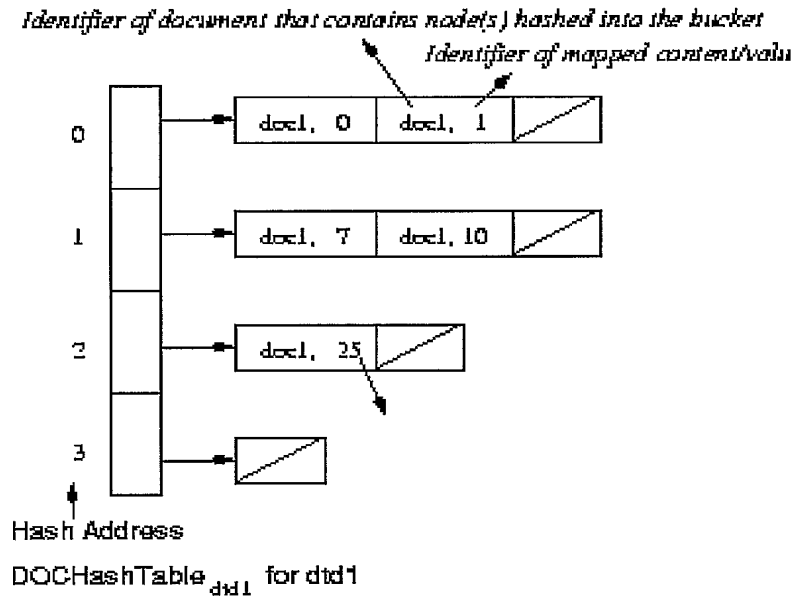 Identifier of document that contains node(s) hashed into the bucket
Identifier of mapped content/valu
0
doc1, 0
doc1, 1
1
doc1, 7
doc1, 10
2
doc1, 25
3
Hash Address
DOCHashTable dtd1 for dtd1